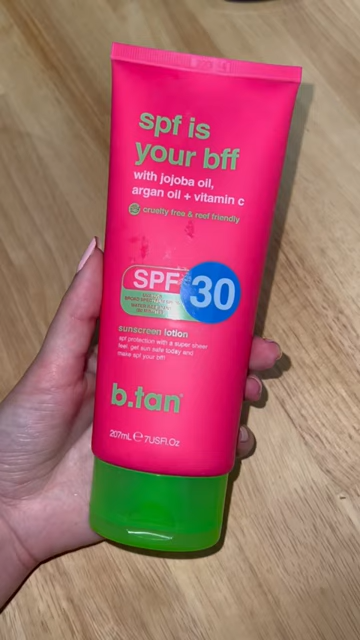 spf is
your bff
with jojoba oil,
argan oil + vitamin c
cruelty free & reef friendly
SPF 30
sunscreen lotion
spf protection with a super sheer
feel. get sun safe today and
make spf your bff!
b.tan
207mL ℮ 7USFl.Oz